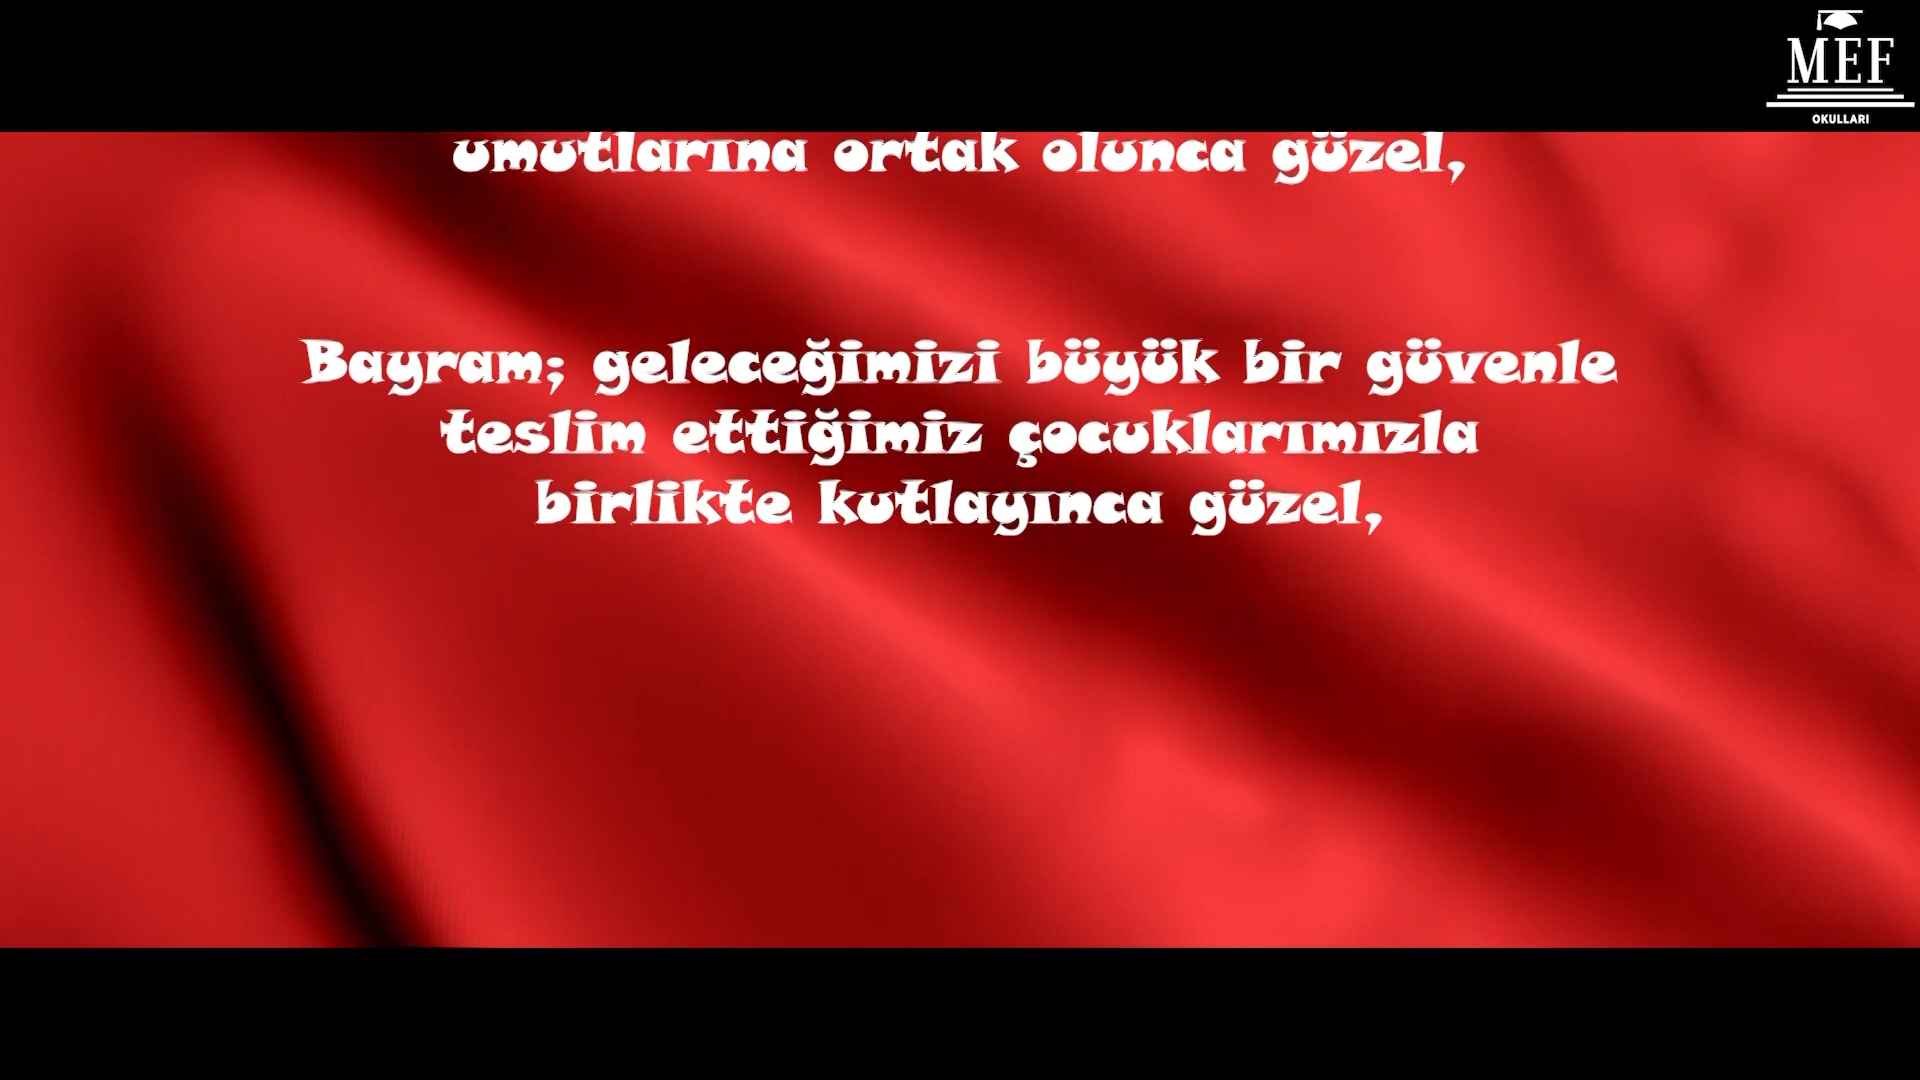 MEF
OKULLARI
umutlarına ortak olunca güzel,
Bayram; geleceğimizi büyük bir güvenle
teslim ettiğimiz çocuklarımızla
birlikte kutlayınca güzel,